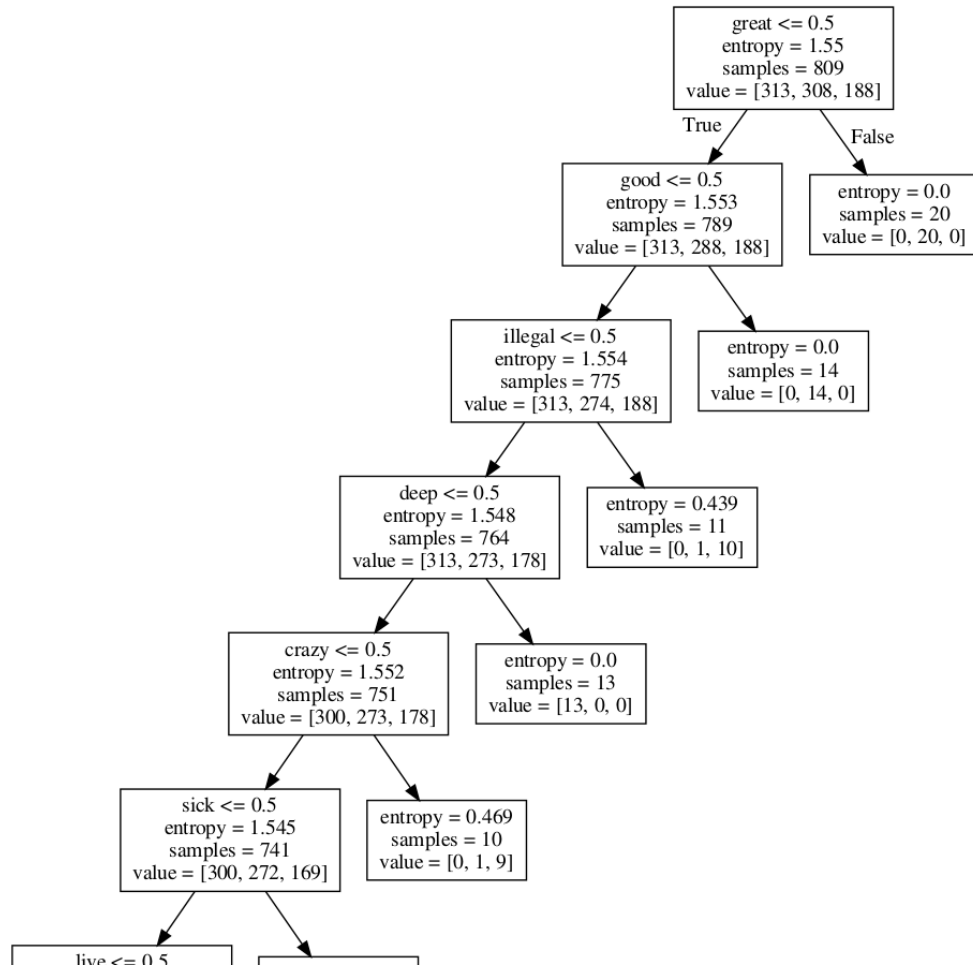 great <= 0.5
entropy = 1.55
samples = 809
value = [313, 308, 188]
True
False
good <= 0.5
entropy = 1.553
samples = 789
value = [313, 288, 188]
entropy = 0.0
samples = 20
value = [0, 20, 0]
illegal <= 0.5
entropy = 1.554
samples = 775
value = [313, 274, 188]
entropy = 0.0
samples = 14
value = [0, 14, 0]
deep <= 0.5
entropy = 1.548
samples = 764
value = [313, 273, 178]
entropy = 0.439
samples = 11
value = [0, 1, 10]
crazy <= 0.5
entropy = 1.552
samples = 751
value = [300, 273, 178]
entropy = 0.0
samples = 13
value = [13, 0, 0]
sick <= 0.5
entropy = 1.545
samples = 741
value = [300, 272, 169]
entropy = 0.469
samples = 10
value = [0, 1, 9]
live <= 0.5